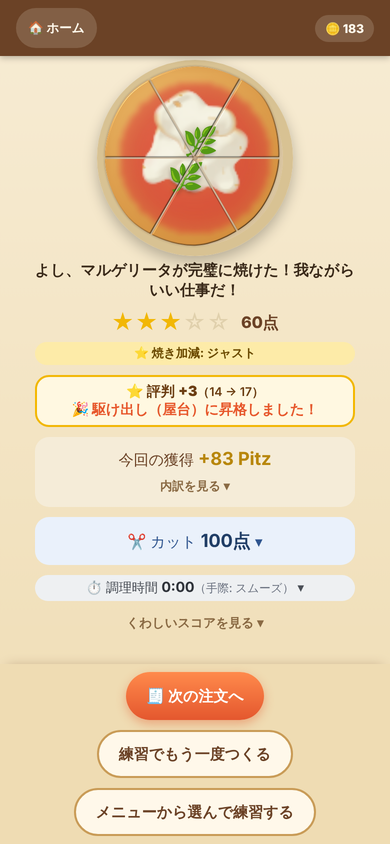 🏠 ホーム
🪙 183
よし、マルゲリータが完璧に焼けた！我ながら
いい仕事だ！
★★★☆☆ 60点
⭐ 焼き加減: ジャスト
⭐ 評判 +3（14 → 17）
🎉 駆け出し（屋台）に昇格しました！
今回の獲得 +83 Pitz
内訳を見る ▾
✂️ カット 100点 ▾
⏱️ 調理時間 0:00（手際: スムーズ） ▾
くわしいスコアを見る ▾
🧾 次の注文へ
練習でもう一度つくる
メニューから選んで練習する